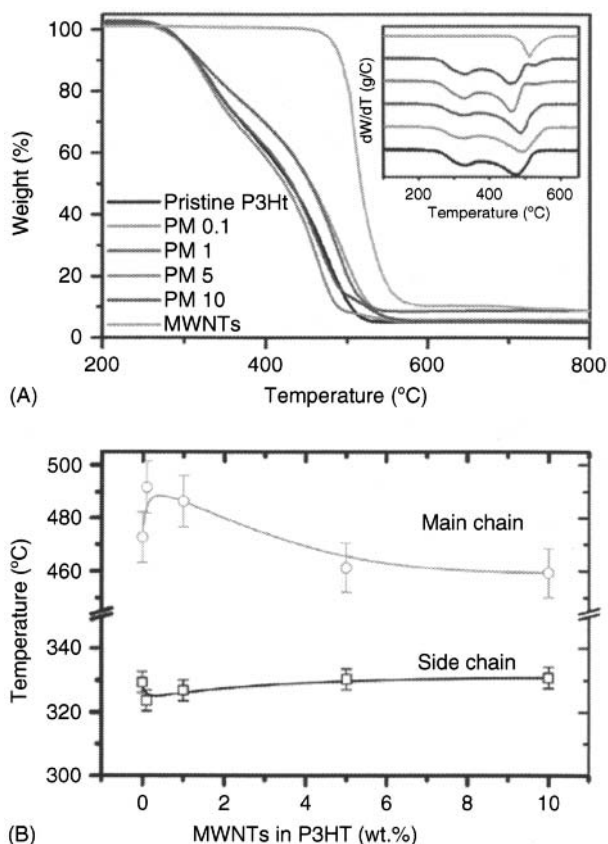 100
80
60
40
20
0
Weight (%)
Pristine P3Ht
PM 0.1
PM 1
PM 5
PM 10
MWNTs
dW/dT (g/C)
200 400 600
Temperature (°C)
200 400 600 800
(A) Temperature (°C)
500
480
460
330
320
300
Temperature (°C)
Main chain
Side chain
0 2 4 6 8 10
(B) MWNTs in P3HT (wt.%)